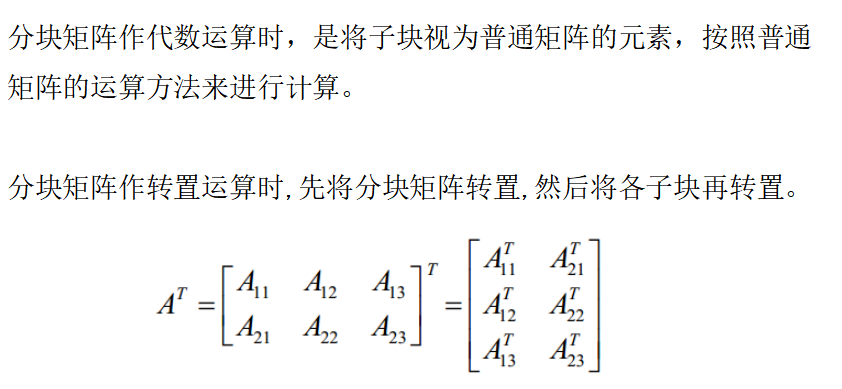 分块矩阵作代数运算时，是将子块视为普通矩阵的元素，按照普通
矩阵的运算方法来进行计算。
分块矩阵作转置运算时,先将分块矩阵转置,然后将各子块再转置。
$A^T = \begin{bmatrix} A_{11} & A_{12} & A_{13} \\ A_{21} & A_{22} & A_{23} \end{bmatrix}^T = \begin{bmatrix} A_{11}^T & A_{21}^T \\ A_{12}^T & A_{22}^T \\ A_{13}^T & A_{23}^T \end{bmatrix}$